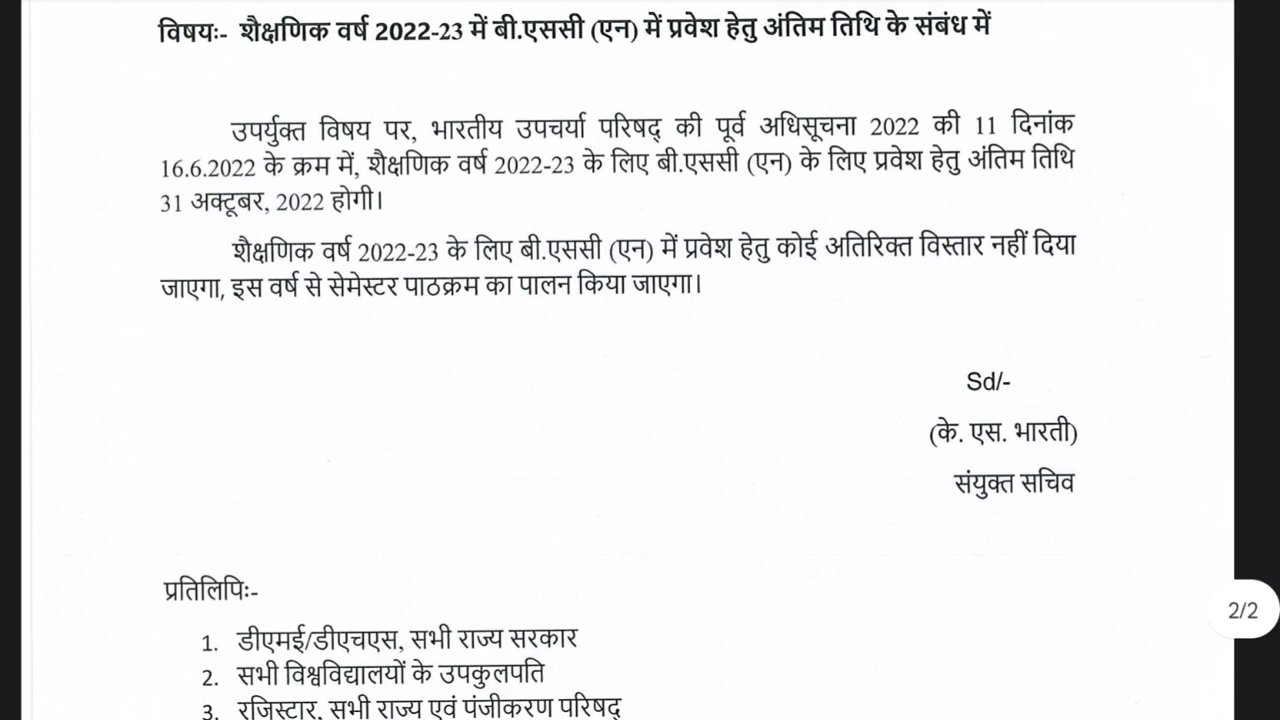 विषयः- शैक्षणिक वर्ष 2022-23 में बी.एससी (एन) में प्रवेश हेतु अंतिम तिथि के संबंध में
उपर्युक्त विषय पर, भारतीय उपचर्या परिषद् की पूर्व अधिसूचना 2022 की 11 दिनांक
16.6.2022 के क्रम में, शैक्षणिक वर्ष 2022-23 के लिए बी.एससी (एन) के लिए प्रवेश हेतु अंतिम तिथि
31 अक्टूबर, 2022 होगी।
शैक्षणिक वर्ष 2022-23 के लिए बी.एससी (एन) में प्रवेश हेतु कोई अतिरिक्त विस्तार नहीं दिया
जाएगा, इस वर्ष से सेमेस्टर पाठक्रम का पालन किया जाएगा।
Sd/-
(के. एस. भारती)
संयुक्त सचिव
प्रतिलिपिः-
2/2
1. डीएमई/डीएचएस, सभी राज्य सरकार
2. सभी विश्वविद्यालयों के उपकुलपति
3. रजिस्टार, सभी राज्य एवं पंजीकरण परिषद्